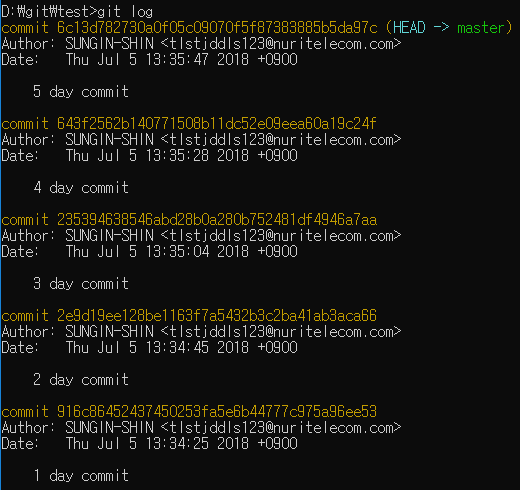 D:\git\test>git log
commit 6c13d782730a0f05c09070f5f87383885b5da97c (HEAD -> master)
Author: SUNGIN-SHIN <tlstjddls123@nuritelecom.com>
Date:   Thu Jul 5 13:35:47 2018 +0900
5 day commit
commit 643f2562b140771508b11dc52e09eea60a19c24f
Author: SUNGIN-SHIN <tlstjddls123@nuritelecom.com>
Date:   Thu Jul 5 13:35:28 2018 +0900
4 day commit
commit 235394638546abd28b0a280b752481df4946a7aa
Author: SUNGIN-SHIN <tlstjddls123@nuritelecom.com>
Date:   Thu Jul 5 13:35:04 2018 +0900
3 day commit
commit 2e9d19ee128be1163f7a5432b3c2ba41ab3aca66
Author: SUNGIN-SHIN <tlstjddls123@nuritelecom.com>
Date:   Thu Jul 5 13:34:45 2018 +0900
2 day commit
commit 916c86452437450253fa5e6b44777c975a96ee53
Author: SUNGIN-SHIN <tlstjddls123@nuritelecom.com>
Date:   Thu Jul 5 13:34:25 2018 +0900
1 day commit